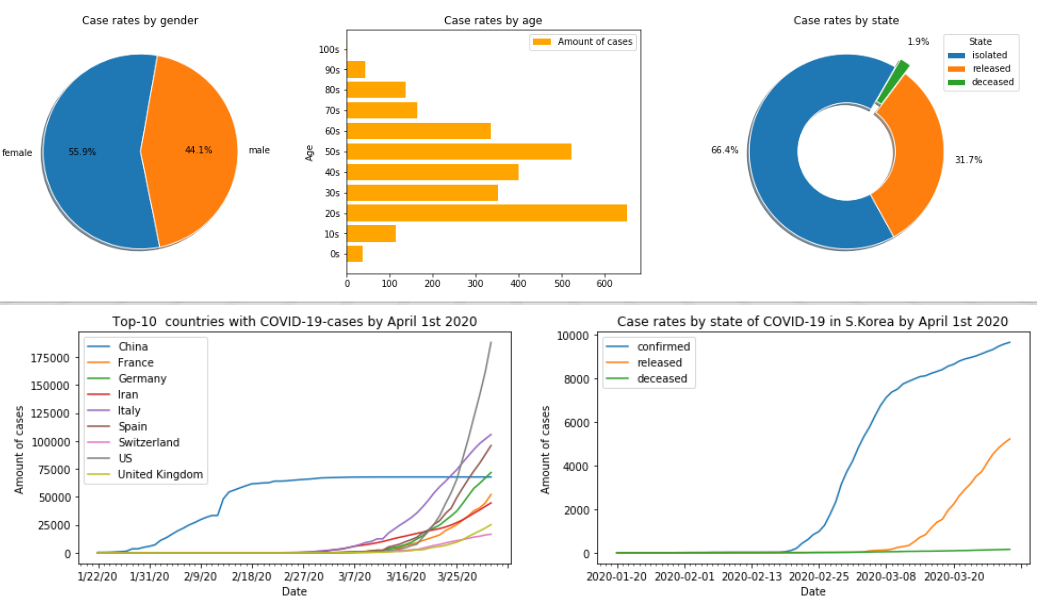 Case rates by gender
female
55.9%
44.1%
male
Case rates by age
Amount of cases
100s
90s
80s
70s
60s
50s
40s
30s
20s
10s
0s
Age
0 100 200 300 400 500 600
Case rates by state
1.9%
State
isolated
released
deceased
66.4%
31.7%
Top-10 countries with COVID-19-cases by April 1st 2020
China
France
Germany
Iran
Italy
Spain
Switzerland
US
United Kingdom
175000
150000
125000
100000
75000
50000
25000
0
Amount of cases
1/22/20 1/31/20 2/9/20 2/18/20 2/27/20 3/7/20 3/16/20 3/25/20
Date
Case rates by state of COVID-19 in S.Korea by April 1st 2020
confirmed
released
deceased
10000
8000
6000
4000
2000
0
Amount of cases
2020-01-20 2020-02-01 2020-02-13 2020-02-25 2020-03-08 2020-03-20
Date